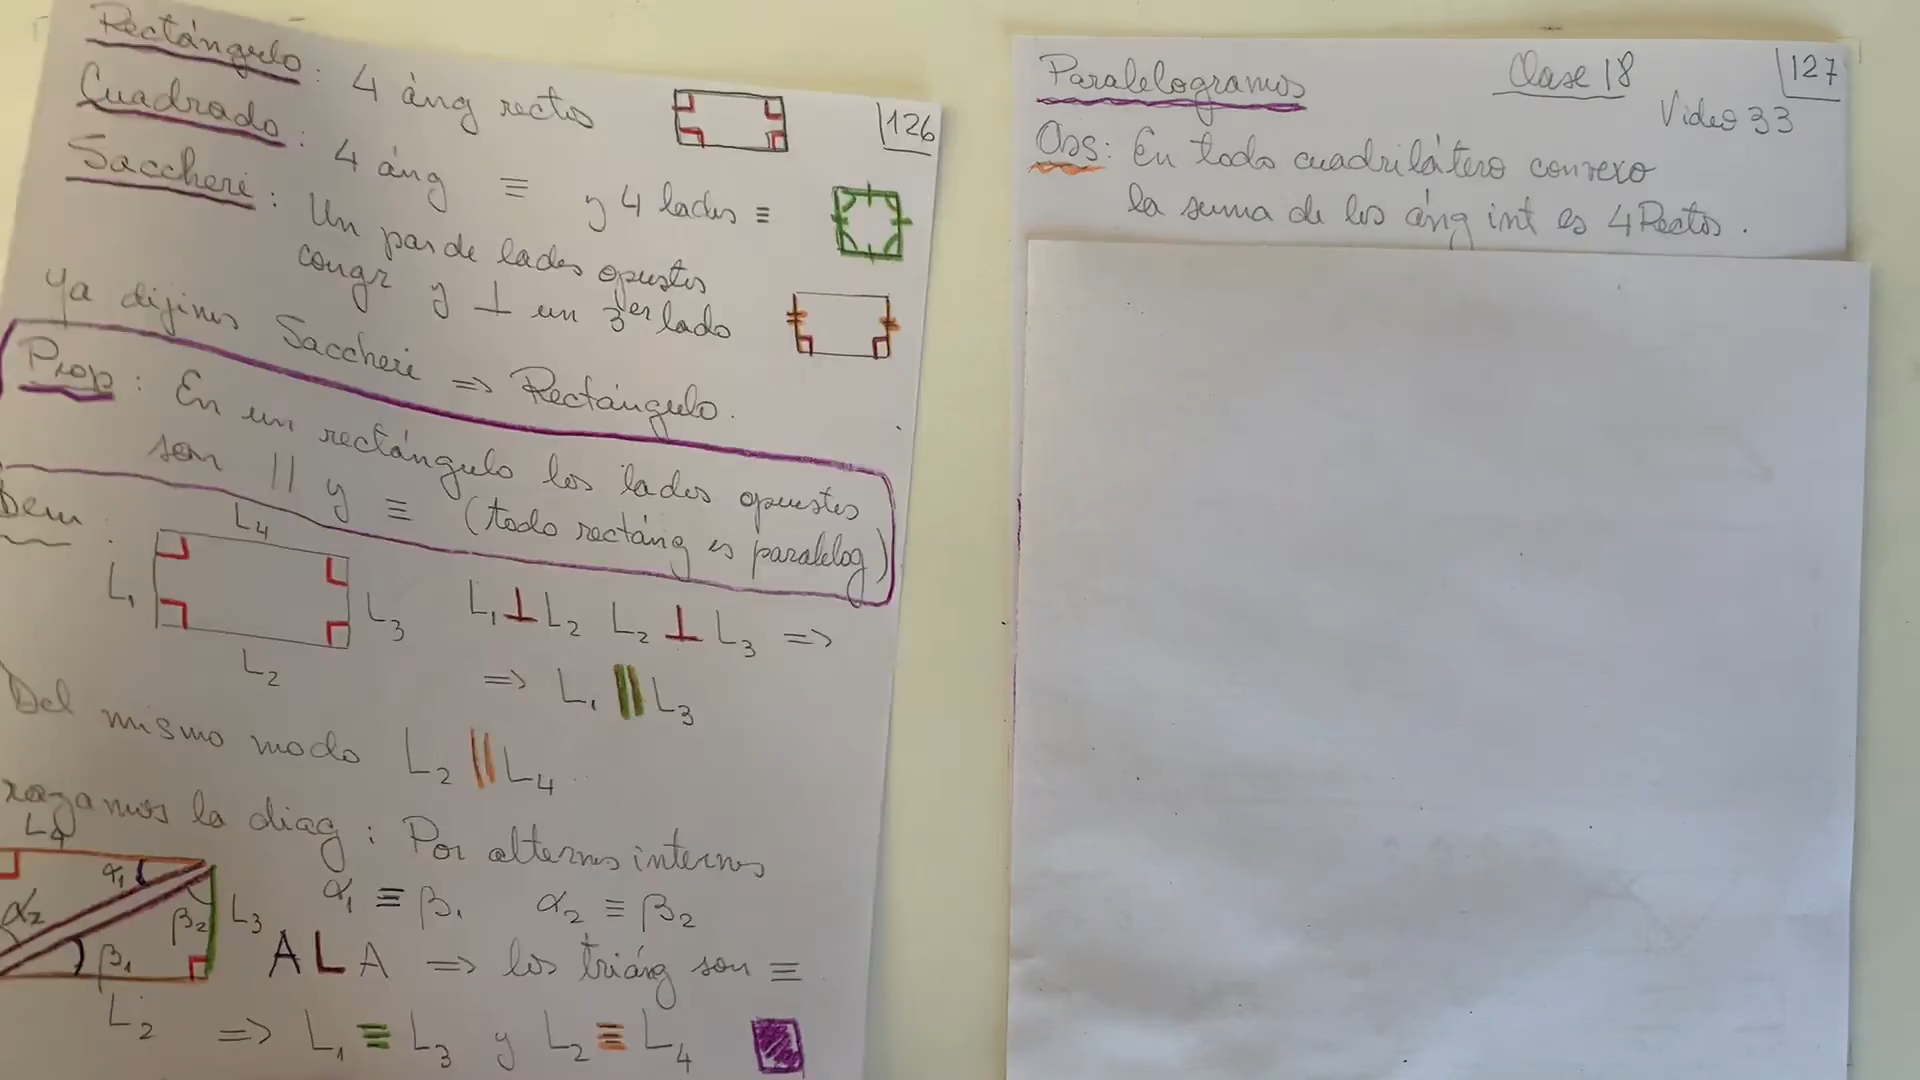 Rectángulo: 4 áng rectos
126
Cuadrado: 4 áng ≡ y 4 lados ≡
Saccheri: Un par de lados opuestos
congr y ⊥ un 3er lado
Ya dijimos Saccheri => Rectángulo.
Prop: En un rectángulo los lados opuestos
son || y ≡ (todo rectáng es paralelog)
Dem:
L4
L1
L3
L2
L1 ⊥ L2 L2 ⊥ L3 =>
=> L1 || L3
Del mismo modo L2 || L4
razamos la diag: Por alternos internos
L4
α1
α2
β2
L3
β1
L2
α1 ≡ β1 α2 ≡ β2
ALA => los triáng son ≡
=> L1 ≡ L3 y L2 ≡ L4
Paralelogramos
Clase 18
127
Video 33
Obs: En todo cuadrilátero convexo
la suma de los áng int es 4 Rectos.